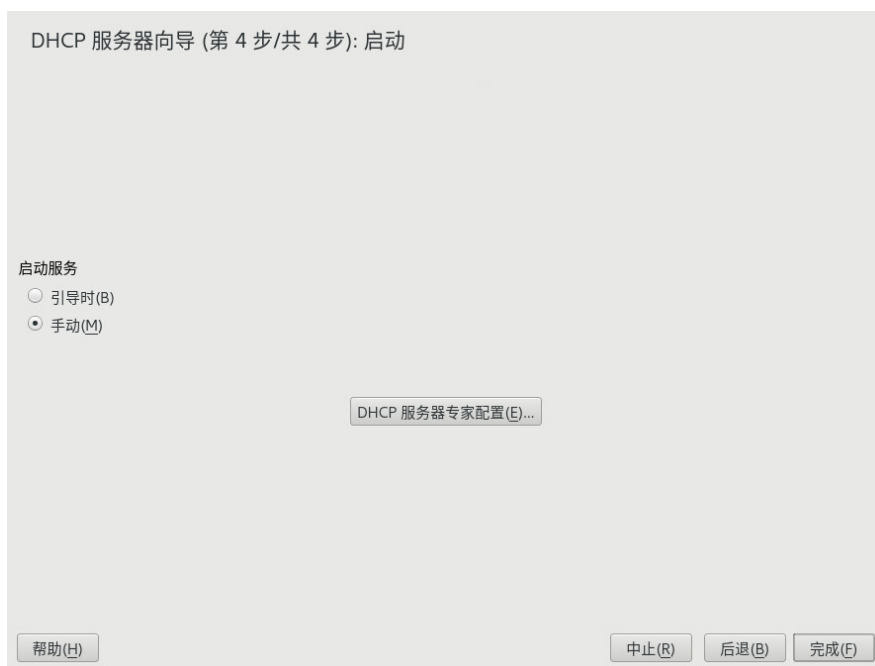 DHCP 服务器向导 (第 4 步/共 4 步): 启动
启动服务
引导时(B)
手动(M)
DHCP 服务器专家配置(E)...
帮助(H)
中止(R)
后退(B)
完成(F)